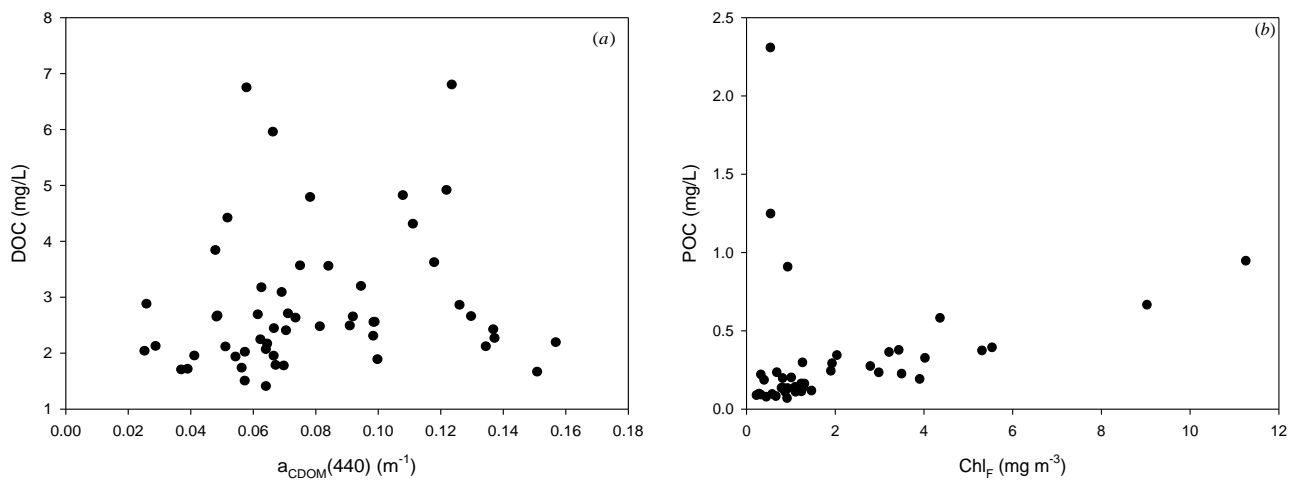 (a)
8
7
6
5
4
3
2
1
DOC (mg/L)
0.00 0.02 0.04 0.06 0.08 0.10 0.12 0.14 0.16 0.18
a_CDOM(440) (m⁻¹)
(b)
2.5
2.0
1.5
1.0
0.5
0.0
POC (mg/L)
0 2 4 6 8 10 12
Chl_F (mg m⁻³)